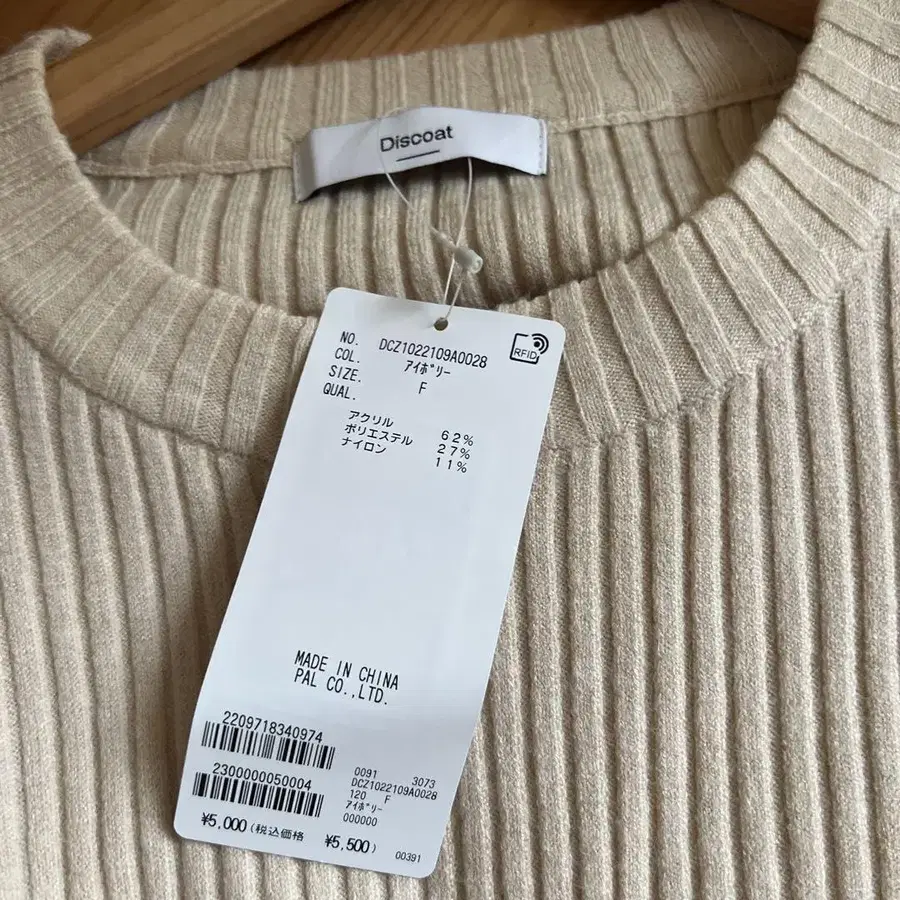 Discoat
NO. DCZ1022109A0028
COL. アイボリー
SIZE. F
QUAL.
アクリル 62%
ポリエステル 27%
ナイロン 11%
RFID
MADE IN CHINA
PAL CO.,LTD.
2209718340974
2300000050004
0091 3073
DCZ1022109A0028
120 F
アイボリー
000000
¥5,000(税込価格 ¥5,500)
00391